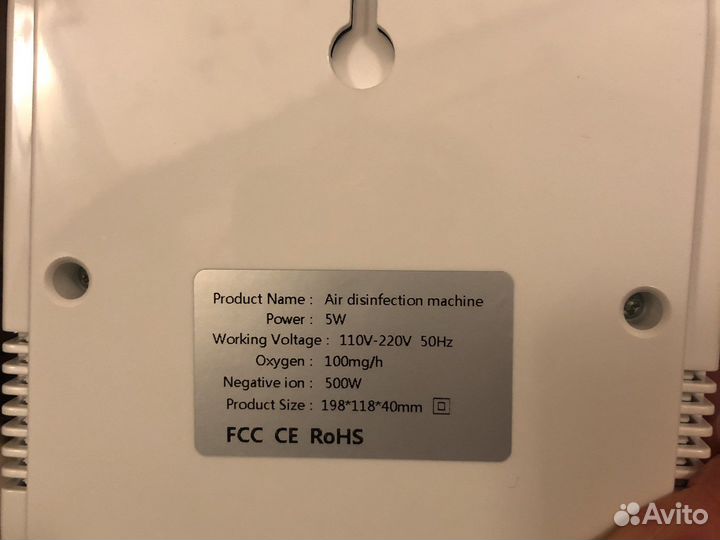 Product Name : Air disinfection machine
Power : 5W
Working Voltage : 110V-220V 50Hz
Oxygen : 100mg/h
Negative ion : 500W
Product Size : 198*118*40mm
FCC CE RoHS
Avito